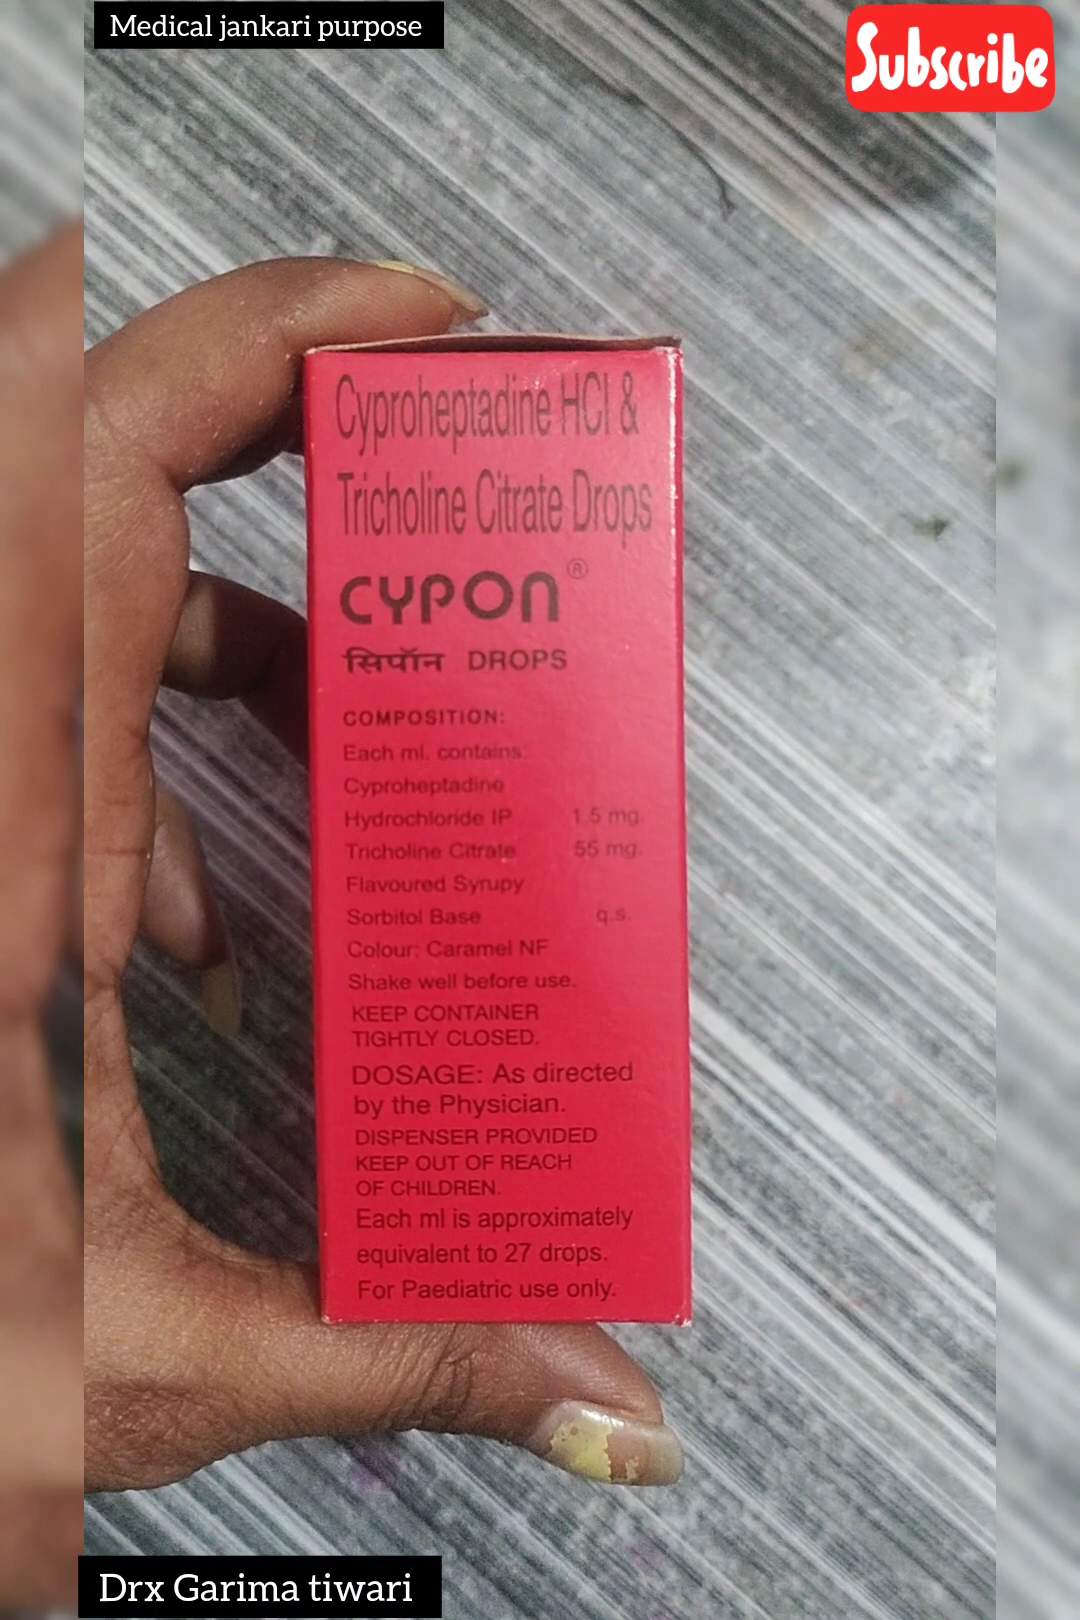 Medical jankari purpose
Subscribe
Cyproheptadine HCl &
Tricholine Citrate Drops
CYPON ®
सिपॉन DROPS
COMPOSITION:
Each ml. contains:
Cyproheptadine
Hydrochloride IP 1.5 mg.
Tricholine Citrate 55 mg.
Flavoured Syrupy
Sorbitol Base q.s.
Colour: Caramel NF
Shake well before use.
KEEP CONTAINER
TIGHTLY CLOSED.
DOSAGE: As directed
by the Physician.
DISPENSER PROVIDED
KEEP OUT OF REACH
OF CHILDREN.
Each ml is approximately
equivalent to 27 drops.
For Paediatric use only.
Drx Garima tiwari